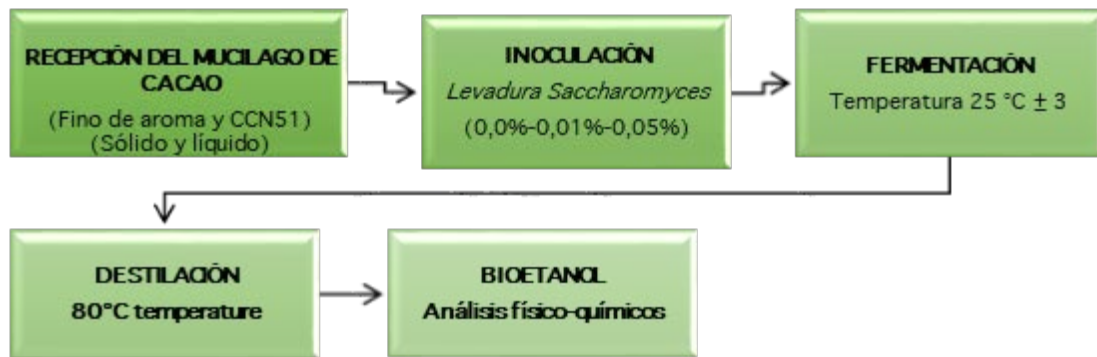 RECEPCIÓN DEL MUCILAGO DE
CACAO
(Fino de aroma y CCN51)
(Sólido y líquido)
INOCULACIÓN
Levadura Saccharomyces
(0,0%-0,01%-0,05%)
FERMENTACIÓN
Temperatura 25 °C ± 3
DESTILACIÓN
80°C temperature
BIOETANOL
Análisis físico-químicos